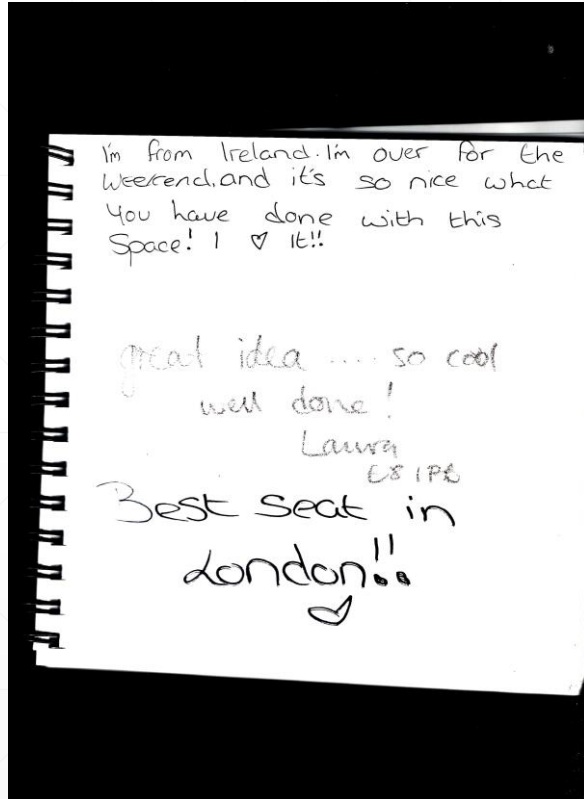 I'm from Ireland. I'm over for the
weekend, and it's so nice what
you have done with this
Space! I ♡ It!!
great idea .... so cool
well done!
Laura
E8 1PB
Best seat in
London!!
♡